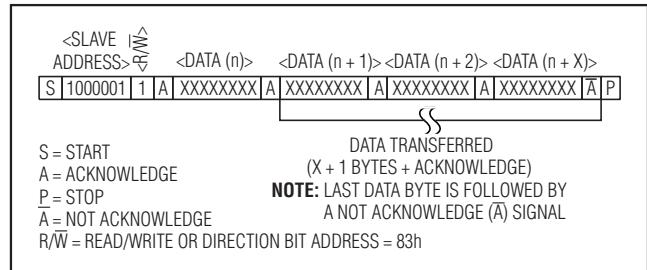 <SLAVE ADDRESS> <R/W̅> <DATA (n)> <DATA (n + 1)> <DATA (n + 2)> <DATA (n + X)>
S 1000001 1 A XXXXXXXX A XXXXXXXX A XXXXXXXX A XXXXXXXX A̅ P
DATA TRANSFERRED
(X + 1 BYTES + ACKNOWLEDGE)
NOTE: LAST DATA BYTE IS FOLLOWED BY
A NOT ACKNOWLEDGE (A̅) SIGNAL
S = START
A = ACKNOWLEDGE
P = STOP
A̅ = NOT ACKNOWLEDGE
R/W̅ = READ/WRITE OR DIRECTION BIT ADDRESS = 83h